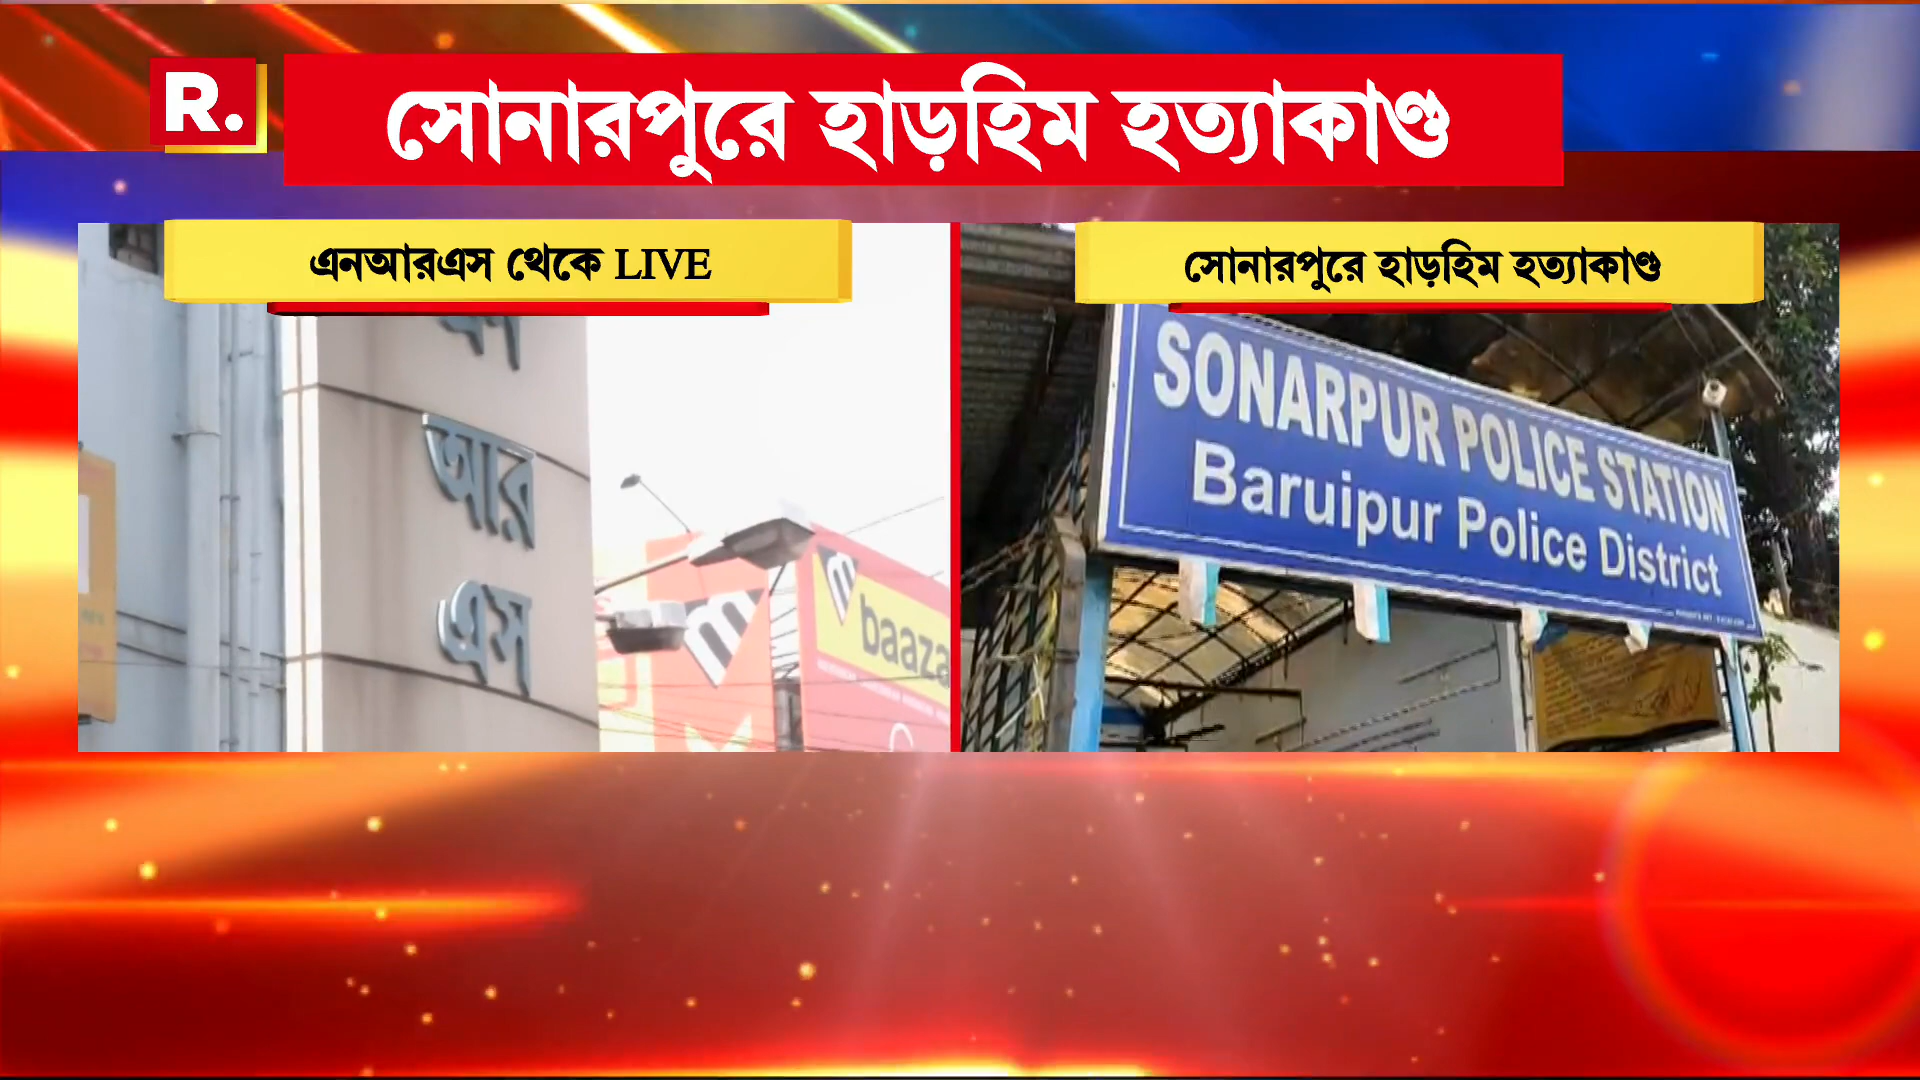 R.
সোনারপুরে হাড়হিম হত্যাকাণ্ড
এনআরএস থেকে LIVE
সোনারপুরে হাড়হিম হত্যাকাণ্ড
আর
এস
baaza
SONARPUR POLICE STATION
Baruipur Police District